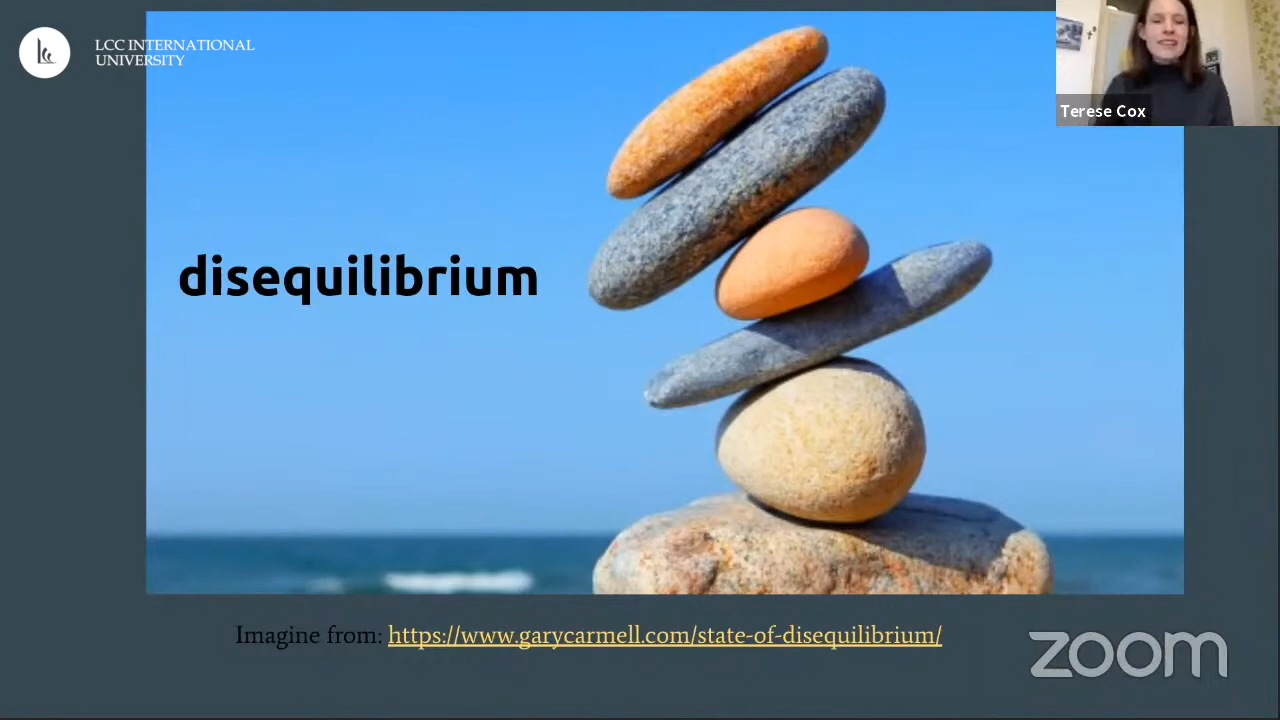 LCC INTERNATIONAL
UNIVERSITY
Terese Cox
disequilibrium
Imagine from: https://www.garycarmell.com/state-of-disequilibrium/
zoom